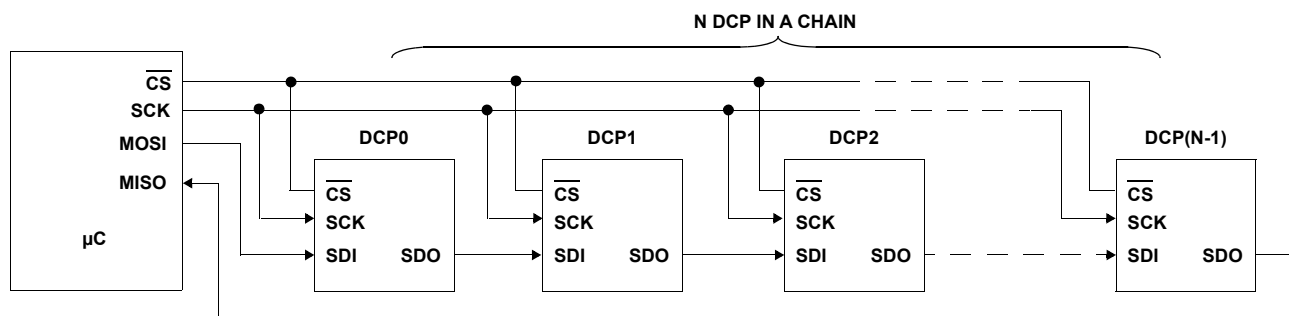 N DCP IN A CHAIN
CS
SCK
MOSI
MISO
µC
DCP0
CS
SCK
SDI SDO
DCP1
CS
SCK
SDI SDO
DCP2
CS
SCK
SDI SDO
DCP(N-1)
CS
SCK
SDI SDO